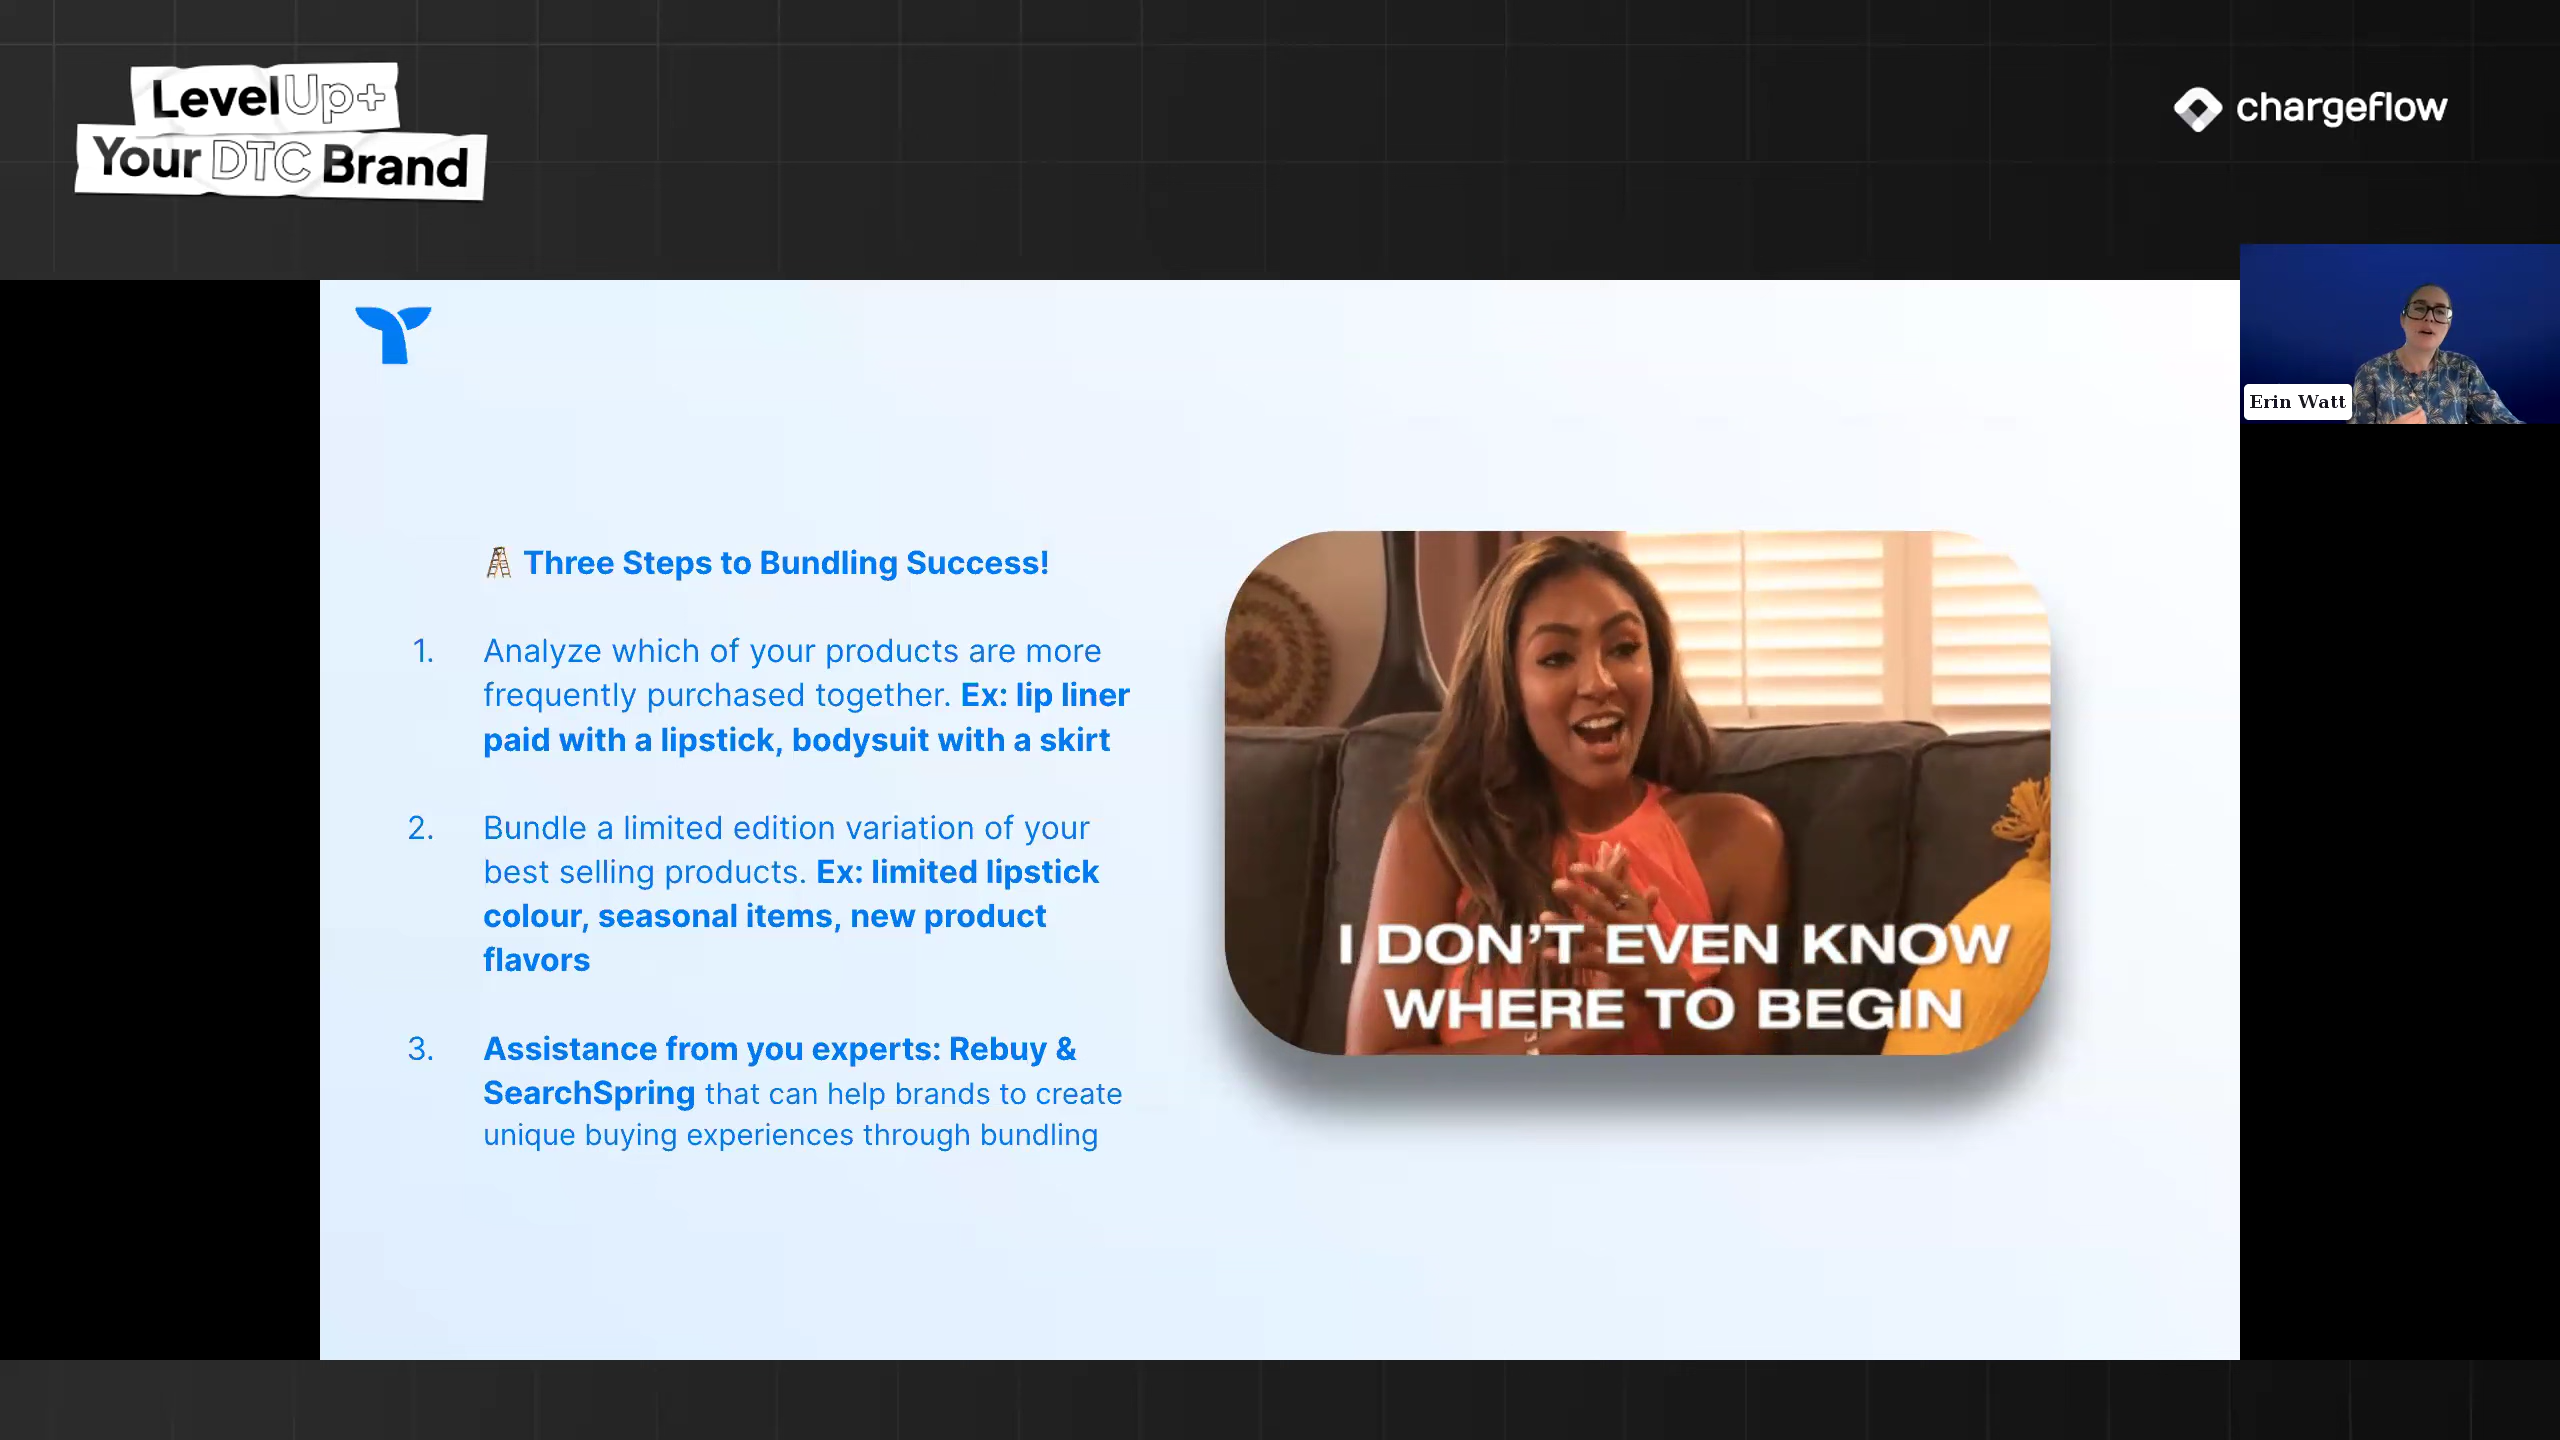 LevelUp+
Your DTC Brand
chargeflow
Erin Watt
Three Steps to Bundling Success!
1. Analyze which of your products are more
frequently purchased together. Ex: lip liner
paid with a lipstick, bodysuit with a skirt
2. Bundle a limited edition variation of your
best selling products. Ex: limited lipstick
colour, seasonal items, new product
flavors
3. Assistance from you experts: Rebuy &
SearchSpring that can help brands to create
unique buying experiences through bundling
I DON'T EVEN KNOW
WHERE TO BEGIN